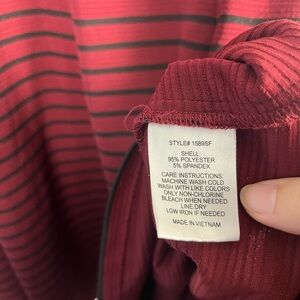 STYLE# 1589SF
SHELL:
95% POLYESTER
5% SPANDEX
CARE INSTRUCTIONS:
MACHINE WASH COLD
WASH WITH LIKE COLORS
ONLY NON-CHLORINE
BLEACH WHEN NEEDED
LINE DRY
LOW IRON IF NEEDED
MADE IN VIETNAM